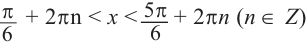 π/6 + 2πn < x < 5π/6 + 2πn (n ∈ Z)